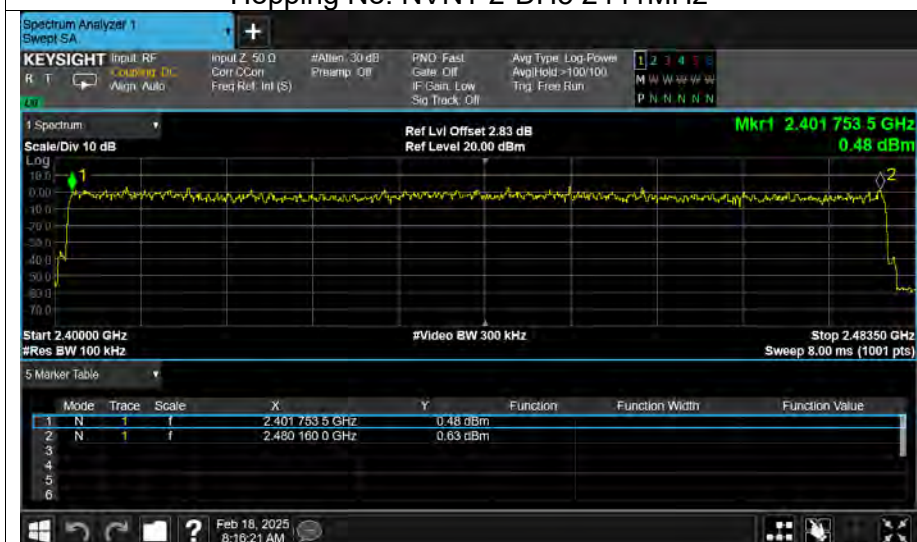 Hopping No. NVNT 2-DH5 2441MHz
Spectrum Analyzer 1
Swept SA
+
KEYSIGHT Input: RF Input Z: 50 Ω #Atten: 30 dB PNO: Fast Avg Type: Log-Power 1 2 3 4 5 6
R T Coupling: DC Corr CCorr Preamp: Off Gate: Off Avg|Hold: >100/100 M W W W W W
Align: Auto Freq Ref: Int (S) IF Gain: Low Trig: Free Run
Sig Track: Off P N N N N N
1 Spectrum
Ref Lvl Offset 2.83 dB Mkr1 2.401 753 5 GHz
Scale/Div 10 dB Ref Level 20.00 dBm 0.48 dBm
Log
10.0
1
2
0.00
-10.0
-20.0
-30.0
-40.0
-50.0
-60.0
-70.0
Start 2.40000 GHz #Video BW 300 kHz Stop 2.48350 GHz
#Res BW 100 kHz Sweep 8.00 ms (1001 pts)
5 Marker Table
Mode Trace Scale X Y Function Function Width Function Value
1 N 1 f 2.401 753 5 GHz 0.48 dBm
2 N 1 f 2.480 160 0 GHz 0.63 dBm
3
4
5
6
? Feb 18, 2025
8:16:21 AM